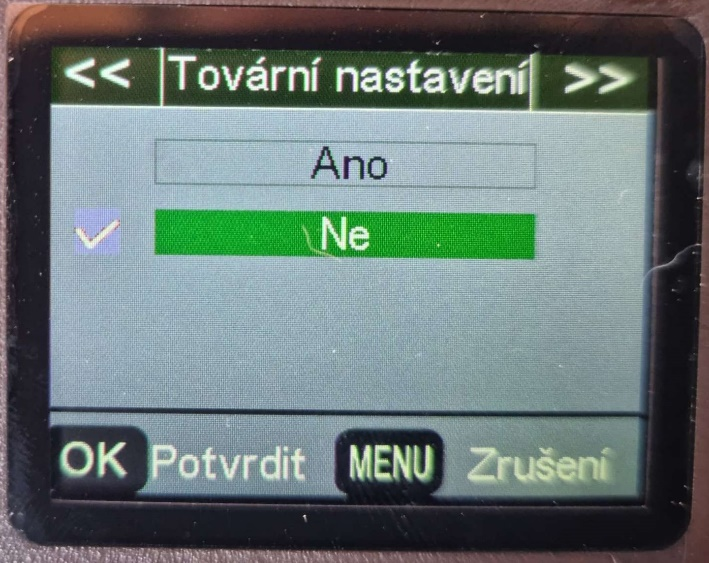 << Tovární nastavení >>
Ano
Ne
OK Potvrdit MENU Zrušení